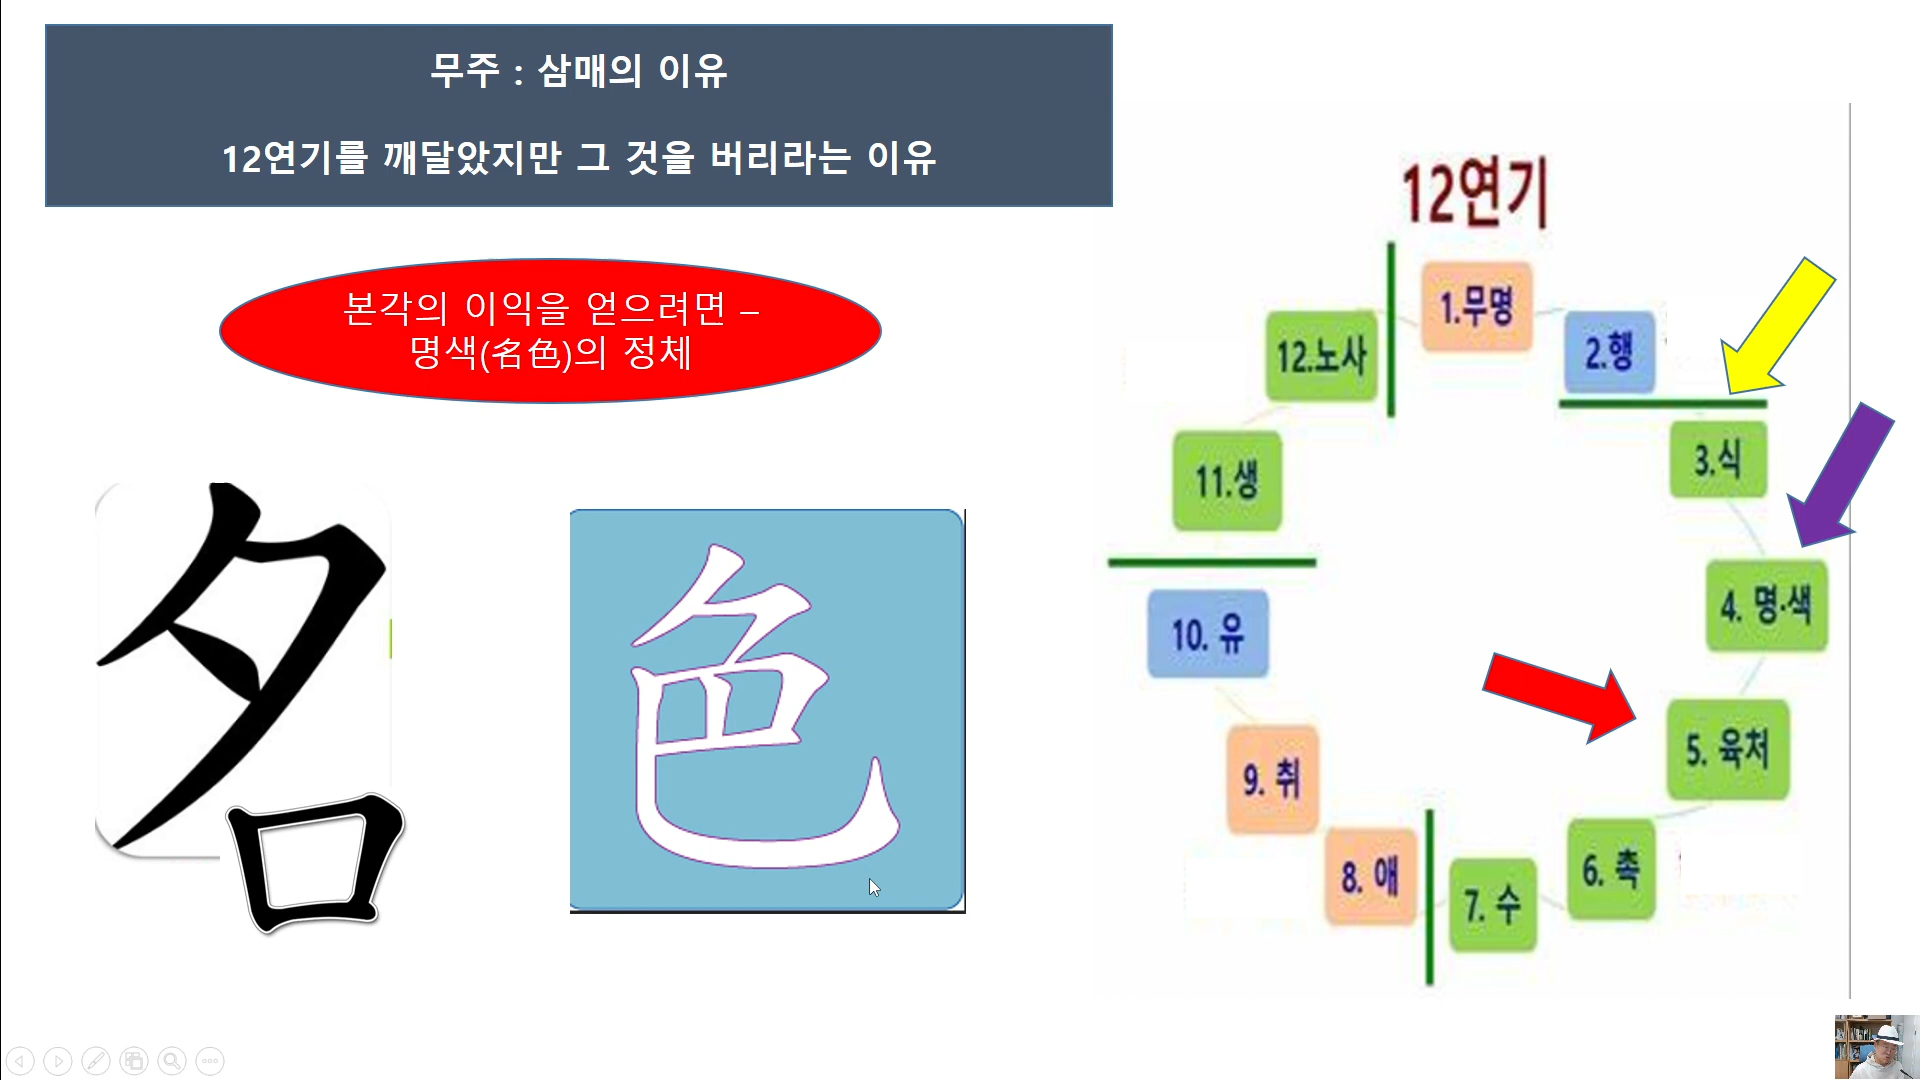 무주 : 삼매의 이유
12연기를 깨달았지만 그 것을 버리라는 이유
본각의 이익을 얻으려면 –
명색(名色)의 정체
名
色
12연기
1.무명
2.행
3.식
4. 명·색
5. 육처
6. 촉
7. 수
8. 애
9. 취
10. 유
11.생
12.노사